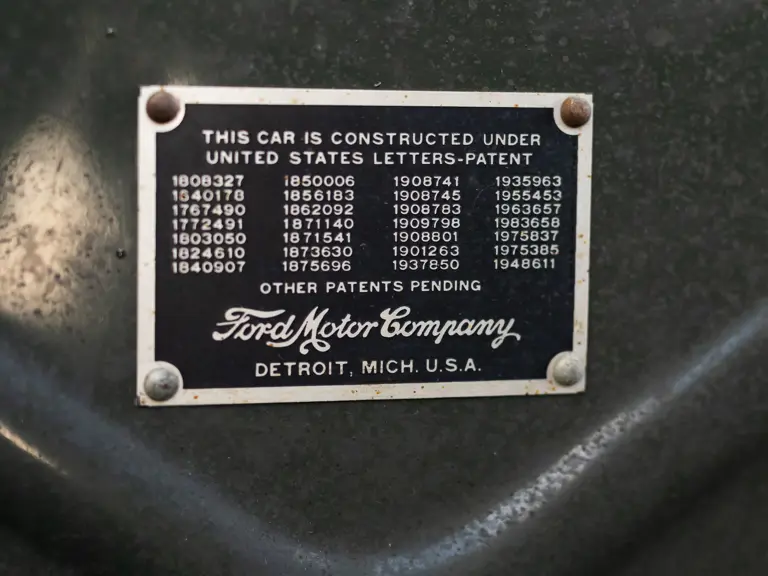 THIS CAR IS CONSTRUCTED UNDER
UNITED STATES LETTERS-PATENT
1808327 1850006 1908741 1935963
1540178 1856183 1908745 1955453
1767490 1862092 1908783 1963657
1772491 1871140 1909798 1983658
1803050 1871541 1908801 1975837
1824610 1873630 1901263 1975385
1840907 1875696 1937850 1948611
OTHER PATENTS PENDING
Ford Motor Company
DETROIT, MICH. U.S.A.